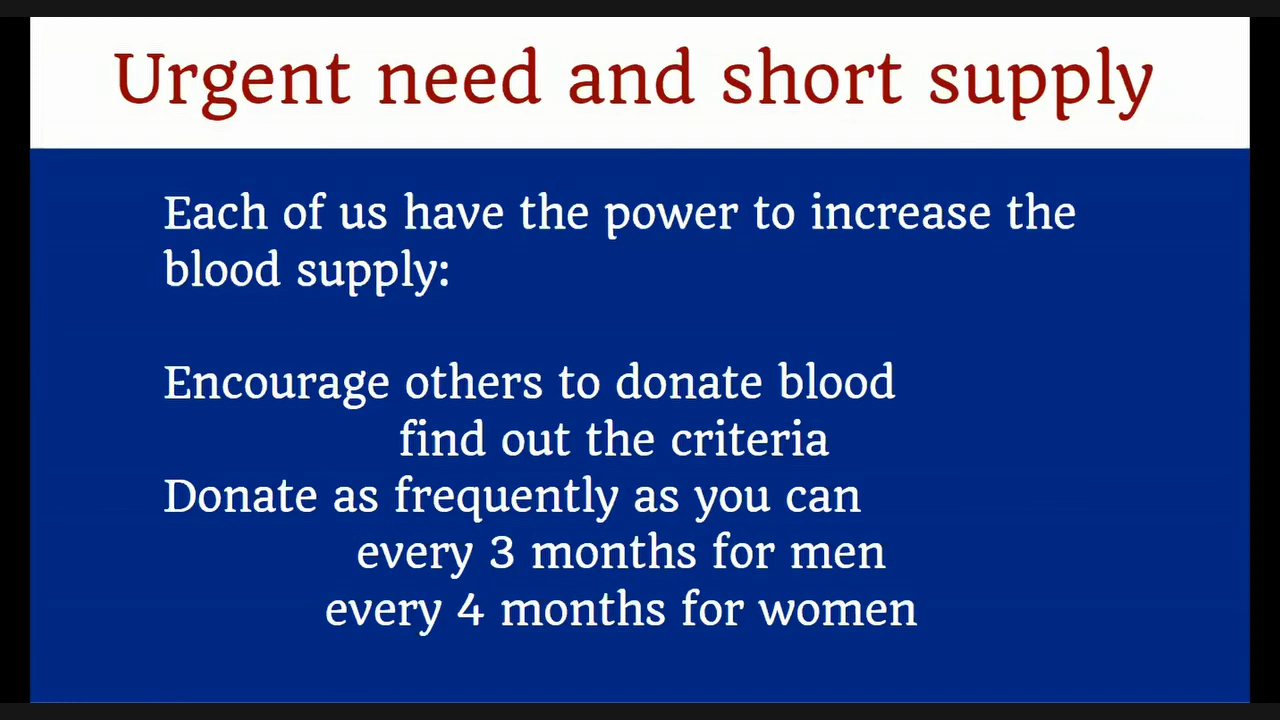 Urgent need and short supply
Each of us have the power to increase the
blood supply:
Encourage others to donate blood
find out the criteria
Donate as frequently as you can
every 3 months for men
every 4 months for women